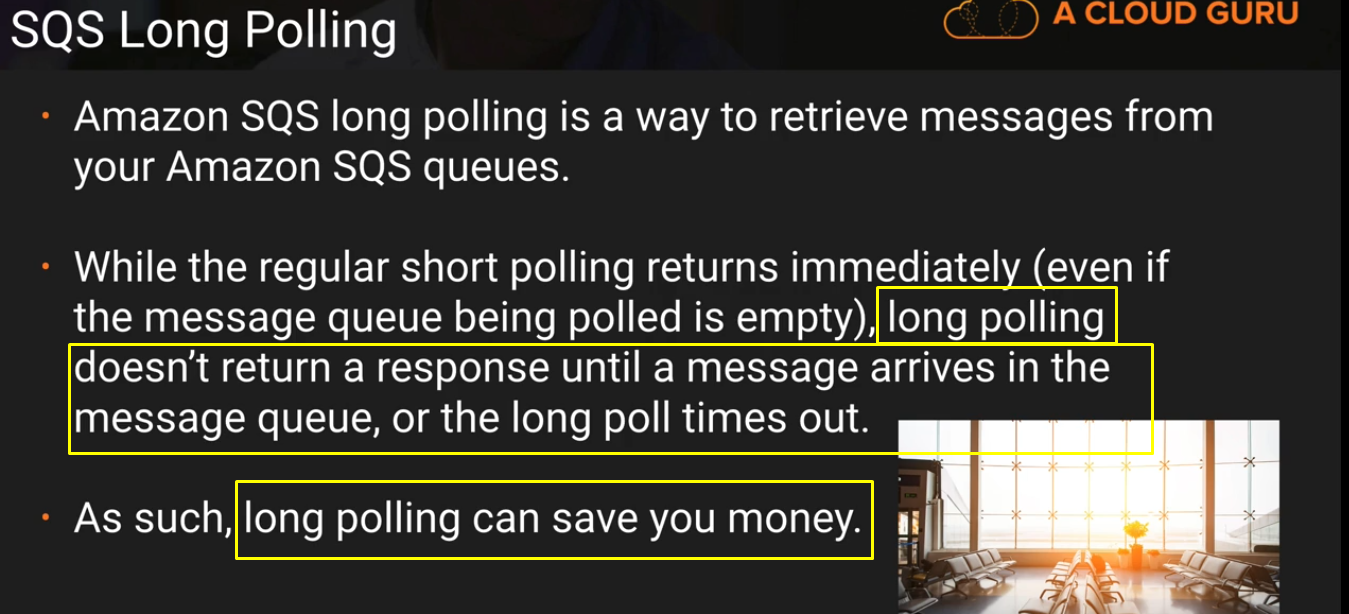 SQS Long Polling
A CLOUD GURU
• Amazon SQS long polling is a way to retrieve messages from
your Amazon SQS queues.
• While the regular short polling returns immediately (even if
the message queue being polled is empty), long polling
doesn’t return a response until a message arrives in the
message queue, or the long poll times out.
• As such, long polling can save you money.